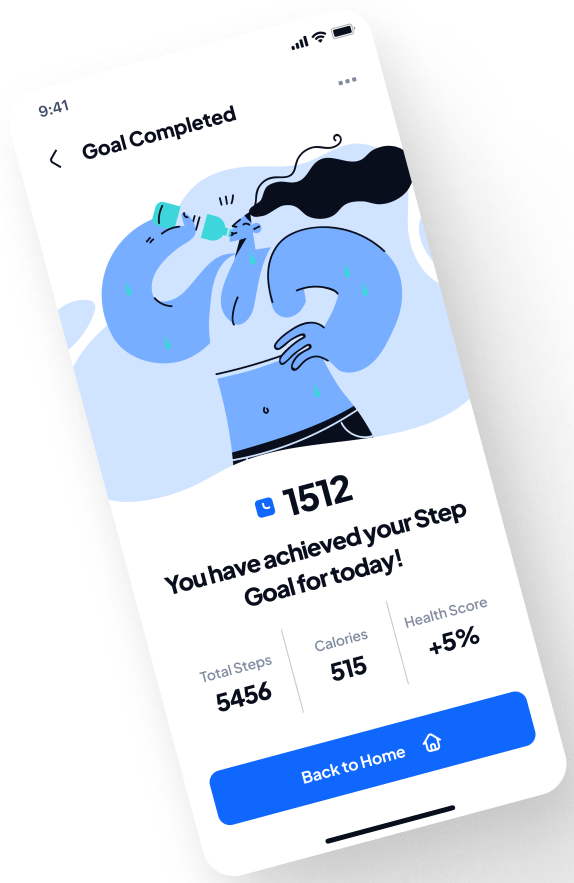 9:41
Goal Completed
1512
You have achieved your Step
Goal for today!
Total Steps
5456
Calories
515
Health Score
+5%
Back to Home